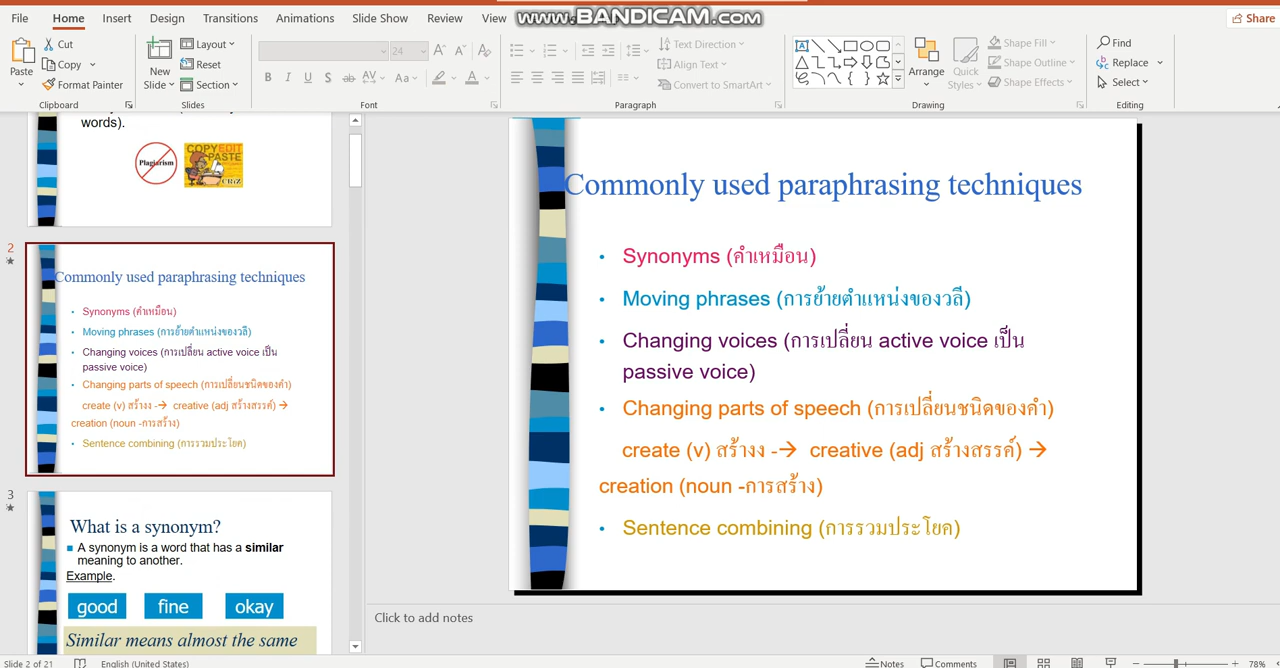 www.BANDICAM.com
File Home Insert Design Transitions Animations Slide Show Review View
Share
Paste
Cut
Copy
Format Painter
Clipboard
New Slide
Layout
Reset
Section
Slides
24
B I U S ab AV Aa A
Font
Text Direction
Align Text
Convert to SmartArt
Paragraph
Arrange
Quick Styles
Shape Fill
Shape Outline
Shape Effects
Drawing
Find
Replace
Select
Editing
words).
Plagiarism
COPYEDIT
PASTE
2
Commonly used paraphrasing techniques
• Synonyms (คำเหมือน)
• Moving phrases (การย้ายตำแหน่งของวลี)
• Changing voices (การเปลี่ยน active voice เป็น
passive voice)
• Changing parts of speech (การเปลี่ยนชนิดของคำ)
create (v) สร้างง -→ creative (adj สร้างสรรค์) →
creation (noun -การสร้าง)
• Sentence combining (การรวมประโยค)
3
What is a synonym?
A synonym is a word that has a similar
meaning to another.
Example.
good fine okay
Similar means almost the same
Commonly used paraphrasing techniques
• Synonyms (คำเหมือน)
• Moving phrases (การย้ายตำแหน่งของวลี)
• Changing voices (การเปลี่ยน active voice เป็น
passive voice)
• Changing parts of speech (การเปลี่ยนชนิดของคำ)
create (v) สร้างง -→ creative (adj สร้างสรรค์) →
creation (noun -การสร้าง)
• Sentence combining (การรวมประโยค)
Click to add notes
Slide 2 of 21 English (United States) Notes Comments 78%